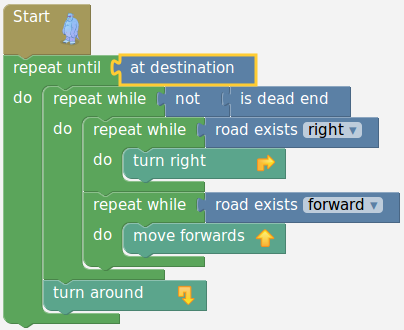 Start
repeat until at destination
do repeat while not is dead end
do repeat while road exists right
do turn right
repeat while road exists forward
do move forwards
turn around